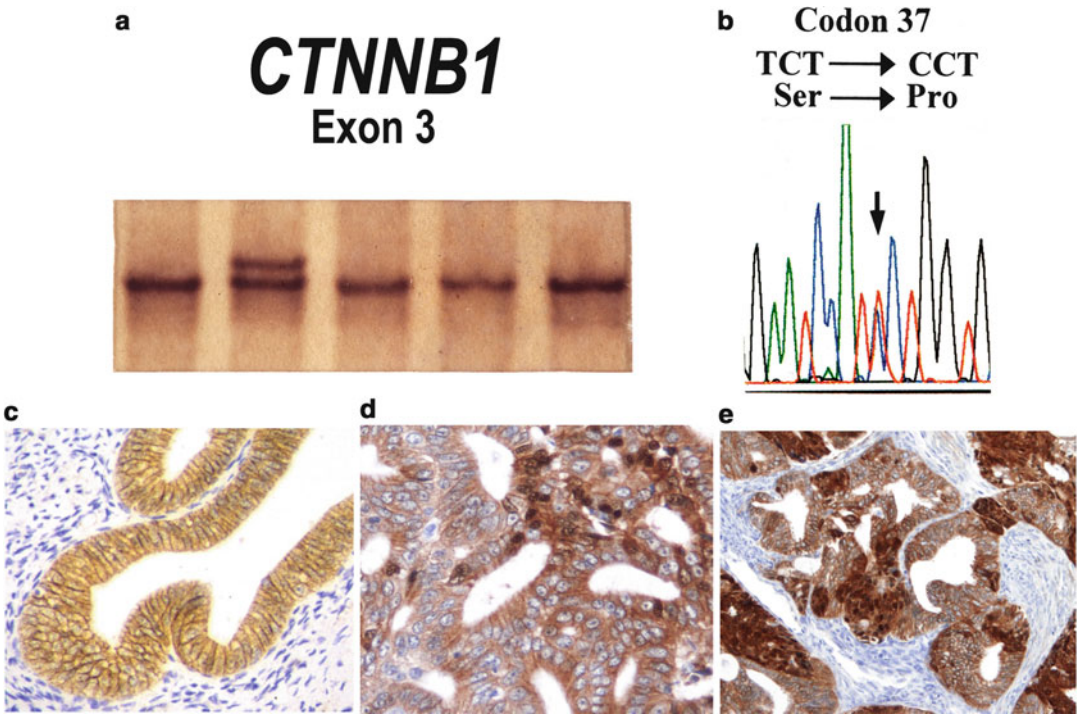 a
CTNNB1
Exon 3
b
Codon 37
TCT → CCT
Ser → Pro
c
d
e